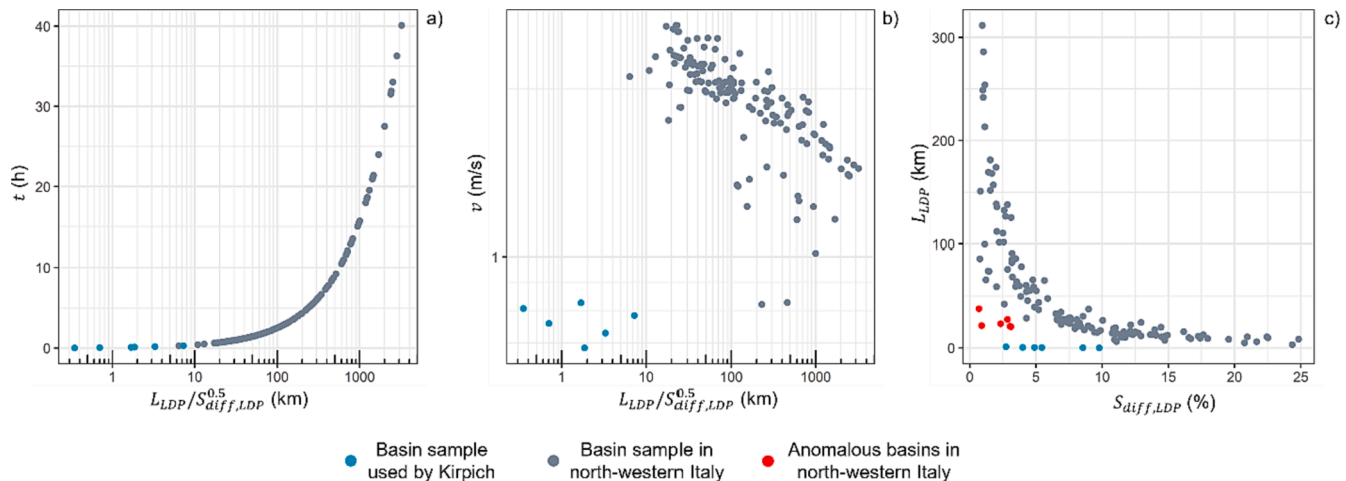 a)
40
30
20
10
0
t (h)
1
10
100
1000
L_LDP/S^0.5_diff,LDP (km)
b)
v (m/s)
1
1
10
100
1000
L_LDP/S^0.5_diff,LDP (km)
c)
300
200
100
0
L_LDP (km)
0
5
10
15
20
25
S_diff,LDP (%)
Basin sample
used by Kirpich
Basin sample in
north-western Italy
Anomalous basins in
north-western Italy